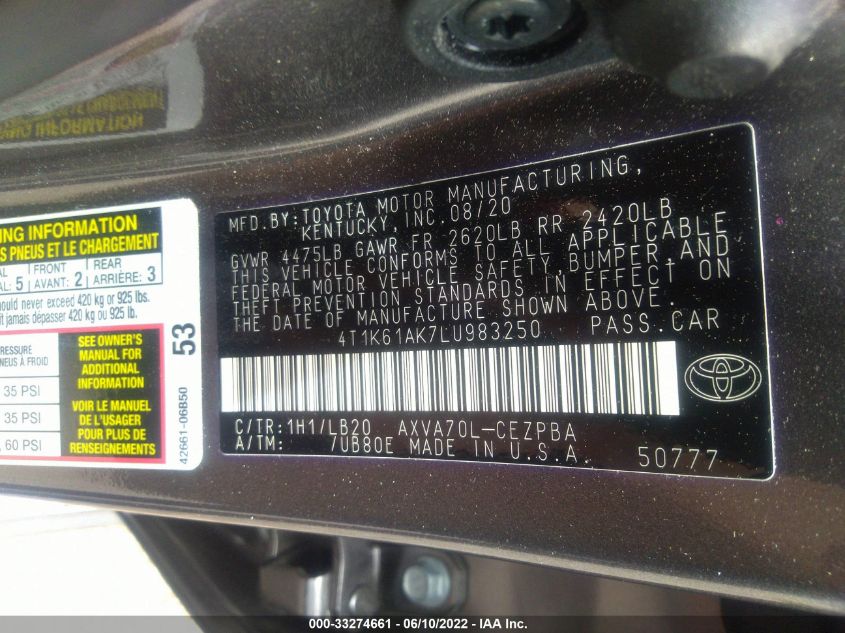 MFD.BY:TOYOTA MOTOR MANUFACTURING,
KENTUCKY, INC.08/20
GVWR 4475LB GAWR FR 2620LB RR 2420LB
THIS VEHICLE CONFORMS TO ALL APPLICABLE
FEDERAL MOTOR VEHICLE SAFETY,BUMPER,AND
THEFT PREVENTION STANDARDS IN EFFECT ON
THE DATE OF MANUFACTURE SHOWN ABOVE.
4T1K61AK7LU983250 PASS.CAR
C/TR:1H1/LB20 AXVA70L-CEZPBA
A/TM: 7UB80E MADE IN U.S.A.
50777
INFORMATION
PNEUS ET LE CHARGEMENT
5 FRONT REAR
AVANT: 2 ARRIÈRE: 3
should never exceed 420 kg or 925 lbs.
jamais dépasser 420 kg ou 925 lb.
PRESSURE
PNEUS À FROID
35 PSI
35 PSI
60 PSI
SEE OWNER'S
MANUAL FOR
ADDITIONAL
INFORMATION
VOIR LE MANUEL
DE L'USAGER
POUR PLUS DE
RENSEIGNEMENTS
53
42661-06B50
000-33274661 - 06/10/2022 - IAA Inc.